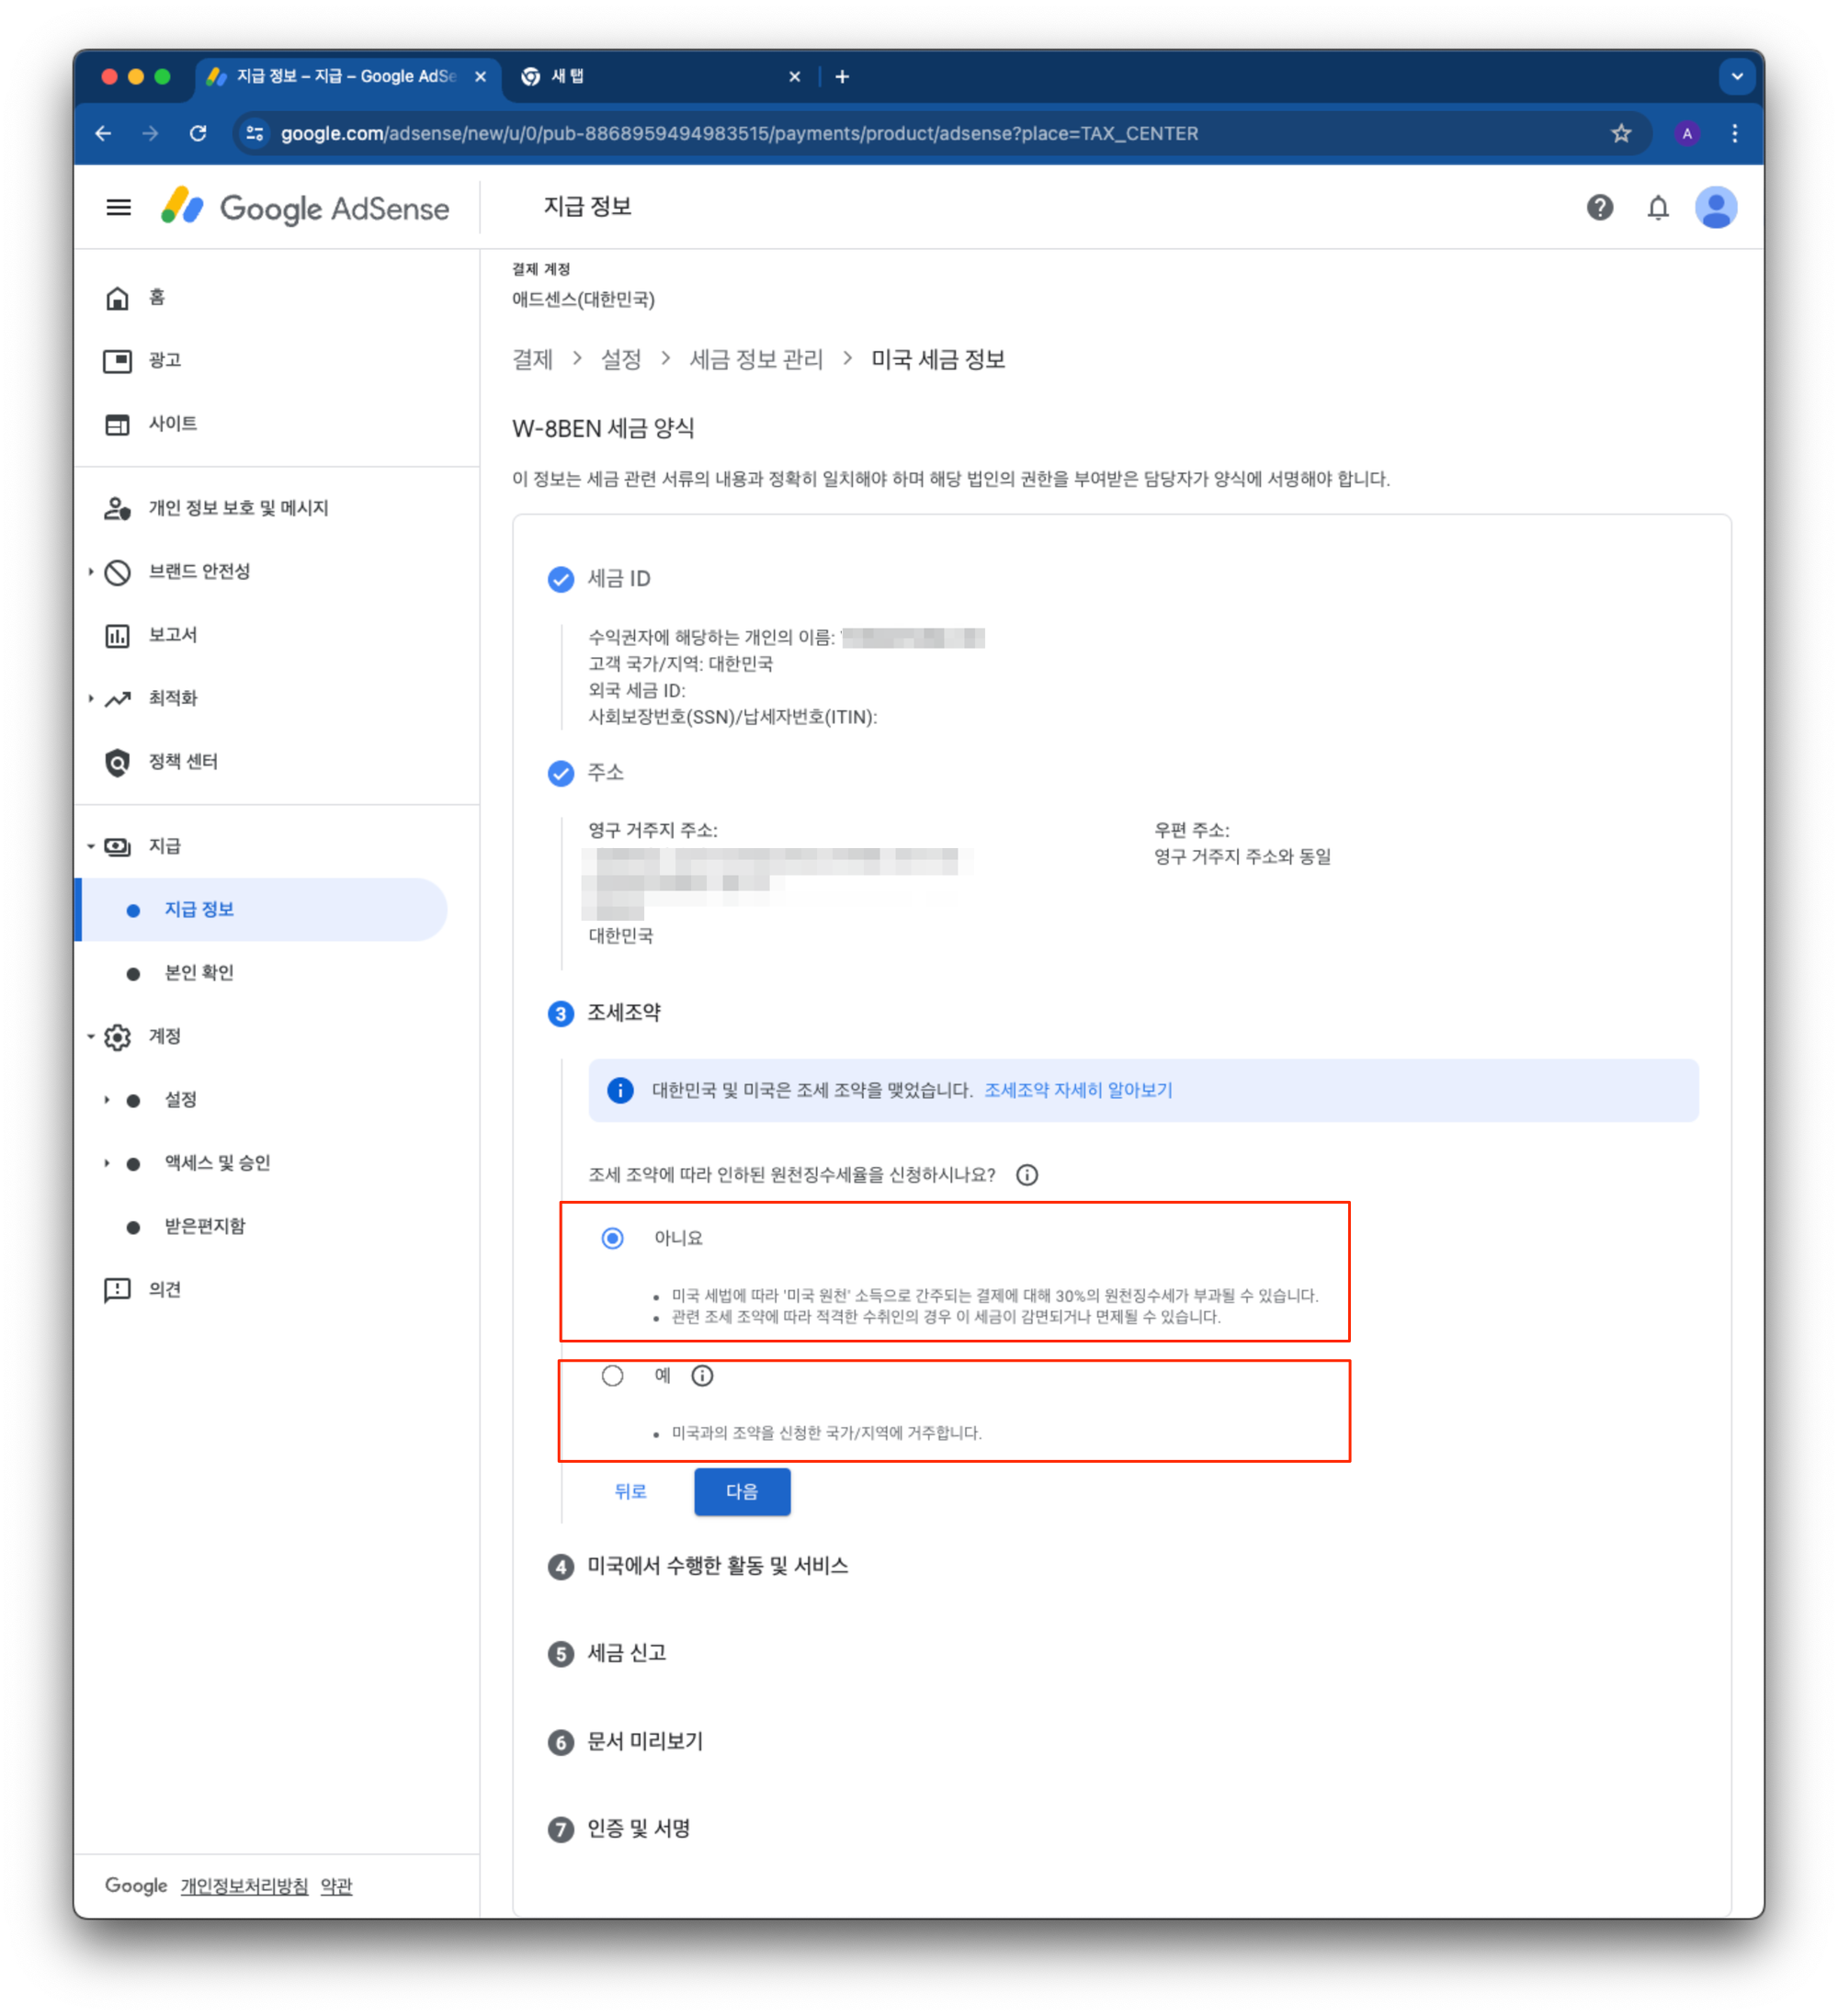 지급 정보 – 지급 – Google AdSe
새 탭
google.com/adsense/new/u/0/pub-8868959494983515/payments/product/adsense?place=TAX_CENTER
A
Google AdSense
지급 정보
홈
광고
사이트
개인 정보 보호 및 메시지
브랜드 안전성
보고서
최적화
정책 센터
지급
지급 정보
본인 확인
계정
설정
액세스 및 승인
받은편지함
의견
Google 개인정보처리방침 약관
결제 계정
애드센스(대한민국)
결제 > 설정 > 세금 정보 관리 > 미국 세금 정보
W-8BEN 세금 양식
이 정보는 세금 관련 서류의 내용과 정확히 일치해야 하며 해당 법인의 권한을 부여받은 담당자가 양식에 서명해야 합니다.
세금 ID
수익권자에 해당하는 개인의 이름:
고객 국가/지역: 대한민국
외국 세금 ID:
사회보장번호(SSN)/납세자번호(ITIN):
주소
영구 거주지 주소:
대한민국
우편 주소:
영구 거주지 주소와 동일
3 조세조약
대한민국 및 미국은 조세 조약을 맺었습니다. 조세조약 자세히 알아보기
조세 조약에 따라 인하된 원천징수세율을 신청하시나요?
아니요
• 미국 세법에 따라 '미국 원천' 소득으로 간주되는 결제에 대해 30%의 원천징수세가 부과될 수 있습니다.
• 관련 조세 조약에 따라 적격한 수취인의 경우 이 세금이 감면되거나 면제될 수 있습니다.
예
• 미국과의 조약을 신청한 국가/지역에 거주합니다.
뒤로 다음
4 미국에서 수행한 활동 및 서비스
5 세금 신고
6 문서 미리보기
7 인증 및 서명